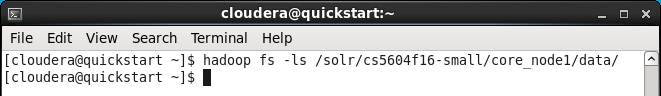 cloudera@quickstart:~
File Edit View Search Terminal Help
[cloudera@quickstart ~]$ hadoop fs -ls /solr/cs5604f16-small/core_node1/data/
[cloudera@quickstart ~]$